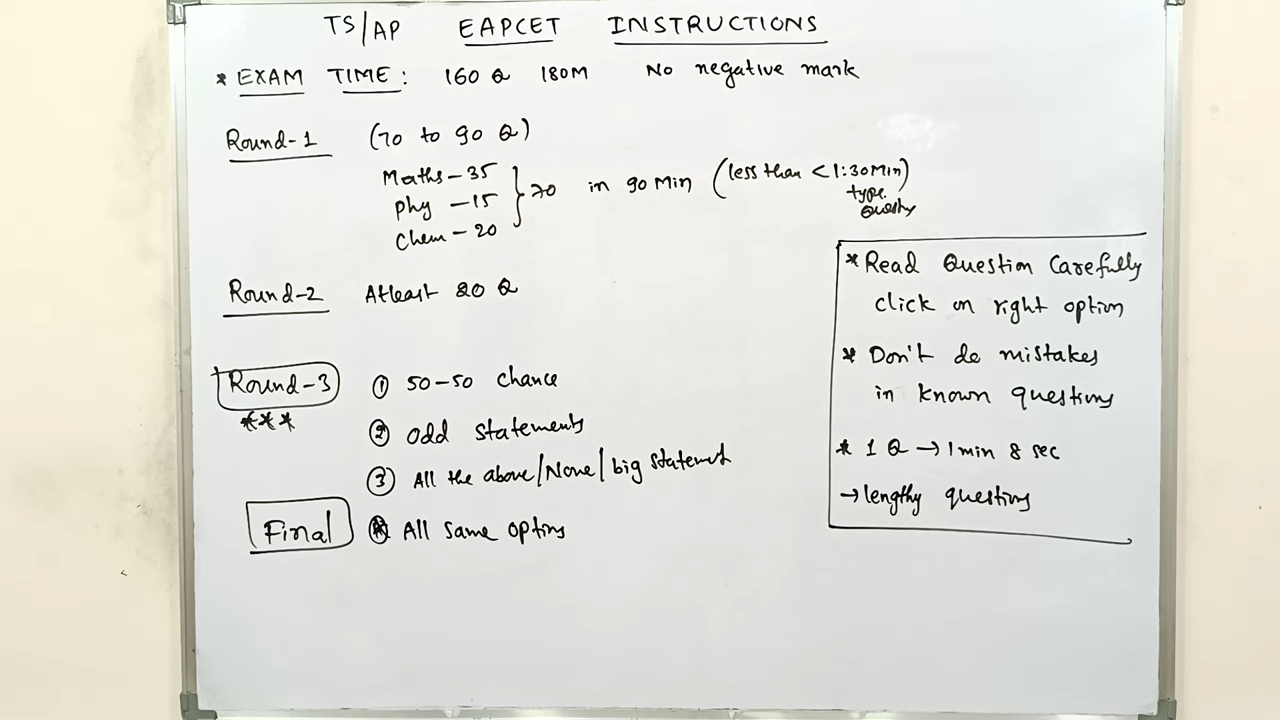 TS/AP EAPCET INSTRUCTIONS
* EXAM TIME: 160 Q 180M No negative mark
Round-1 (70 to 90 Q)
Maths-35
Phy -15
Chem-20
} 70 in 90 Min (less than <1:30Min)
type
Round-2 Atleast 20 Q
Round-3 ① 50-50 chance
***
② odd statements
③ All the above/None/big statement
Final All same options
* Read Question Carefully
click on right option
* Don't do mistakes
in known questions
* 1 Q → 1 min 8 sec
→ lengthy questions